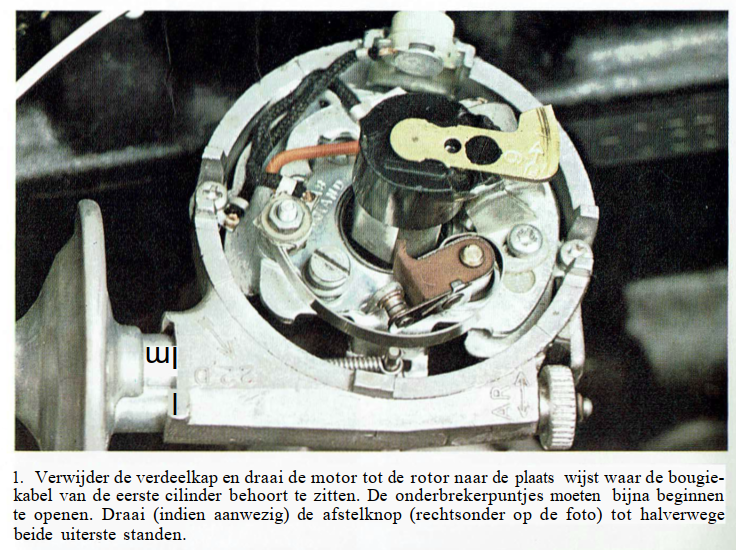 1. Verwijder de verdeelkap en draai de motor tot de rotor naar de plaats wijst waar de bougie-
kabel van de eerste cilinder behoort te zitten. De onderbrekerpuntjes moeten bijna beginnen
te openen. Draai (indien aanwezig) de afstelknop (rechtsonder op de foto) tot halverwege
beide uiterste standen.